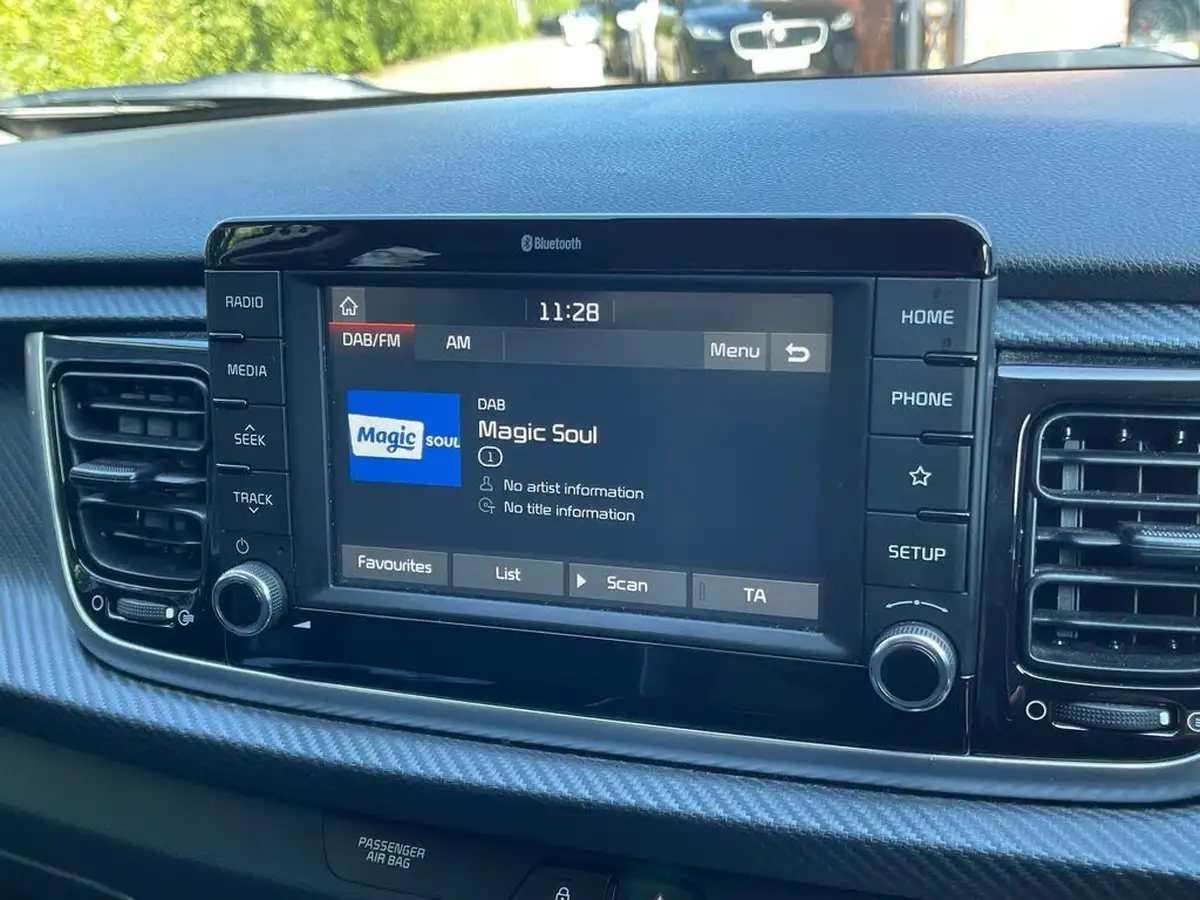 Bluetooth
RADIO
MEDIA
SEEK
TRACK
11:28
DAB/FM
AM
Menu
Magic SOUL
DAB
Magic Soul
1
No artist information
No title information
Favourites
List
Scan
TA
HOME
PHONE
SETUP
PASSENGER
AIR BAG